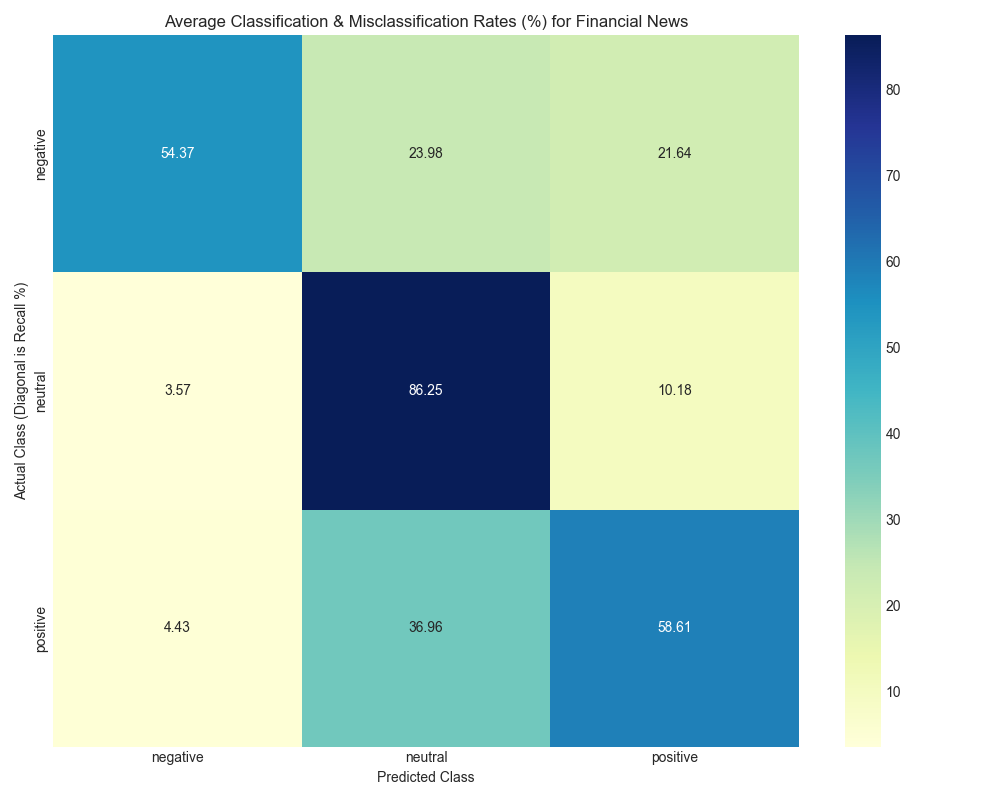 Average Classification & Misclassification Rates (%) for Financial News
Actual Class (Diagonal is Recall %)
negative
54.37
23.98
21.64
neutral
3.57
86.25
10.18
positive
4.43
36.96
58.61
negative
neutral
positive
Predicted Class
80
70
60
50
40
30
20
10